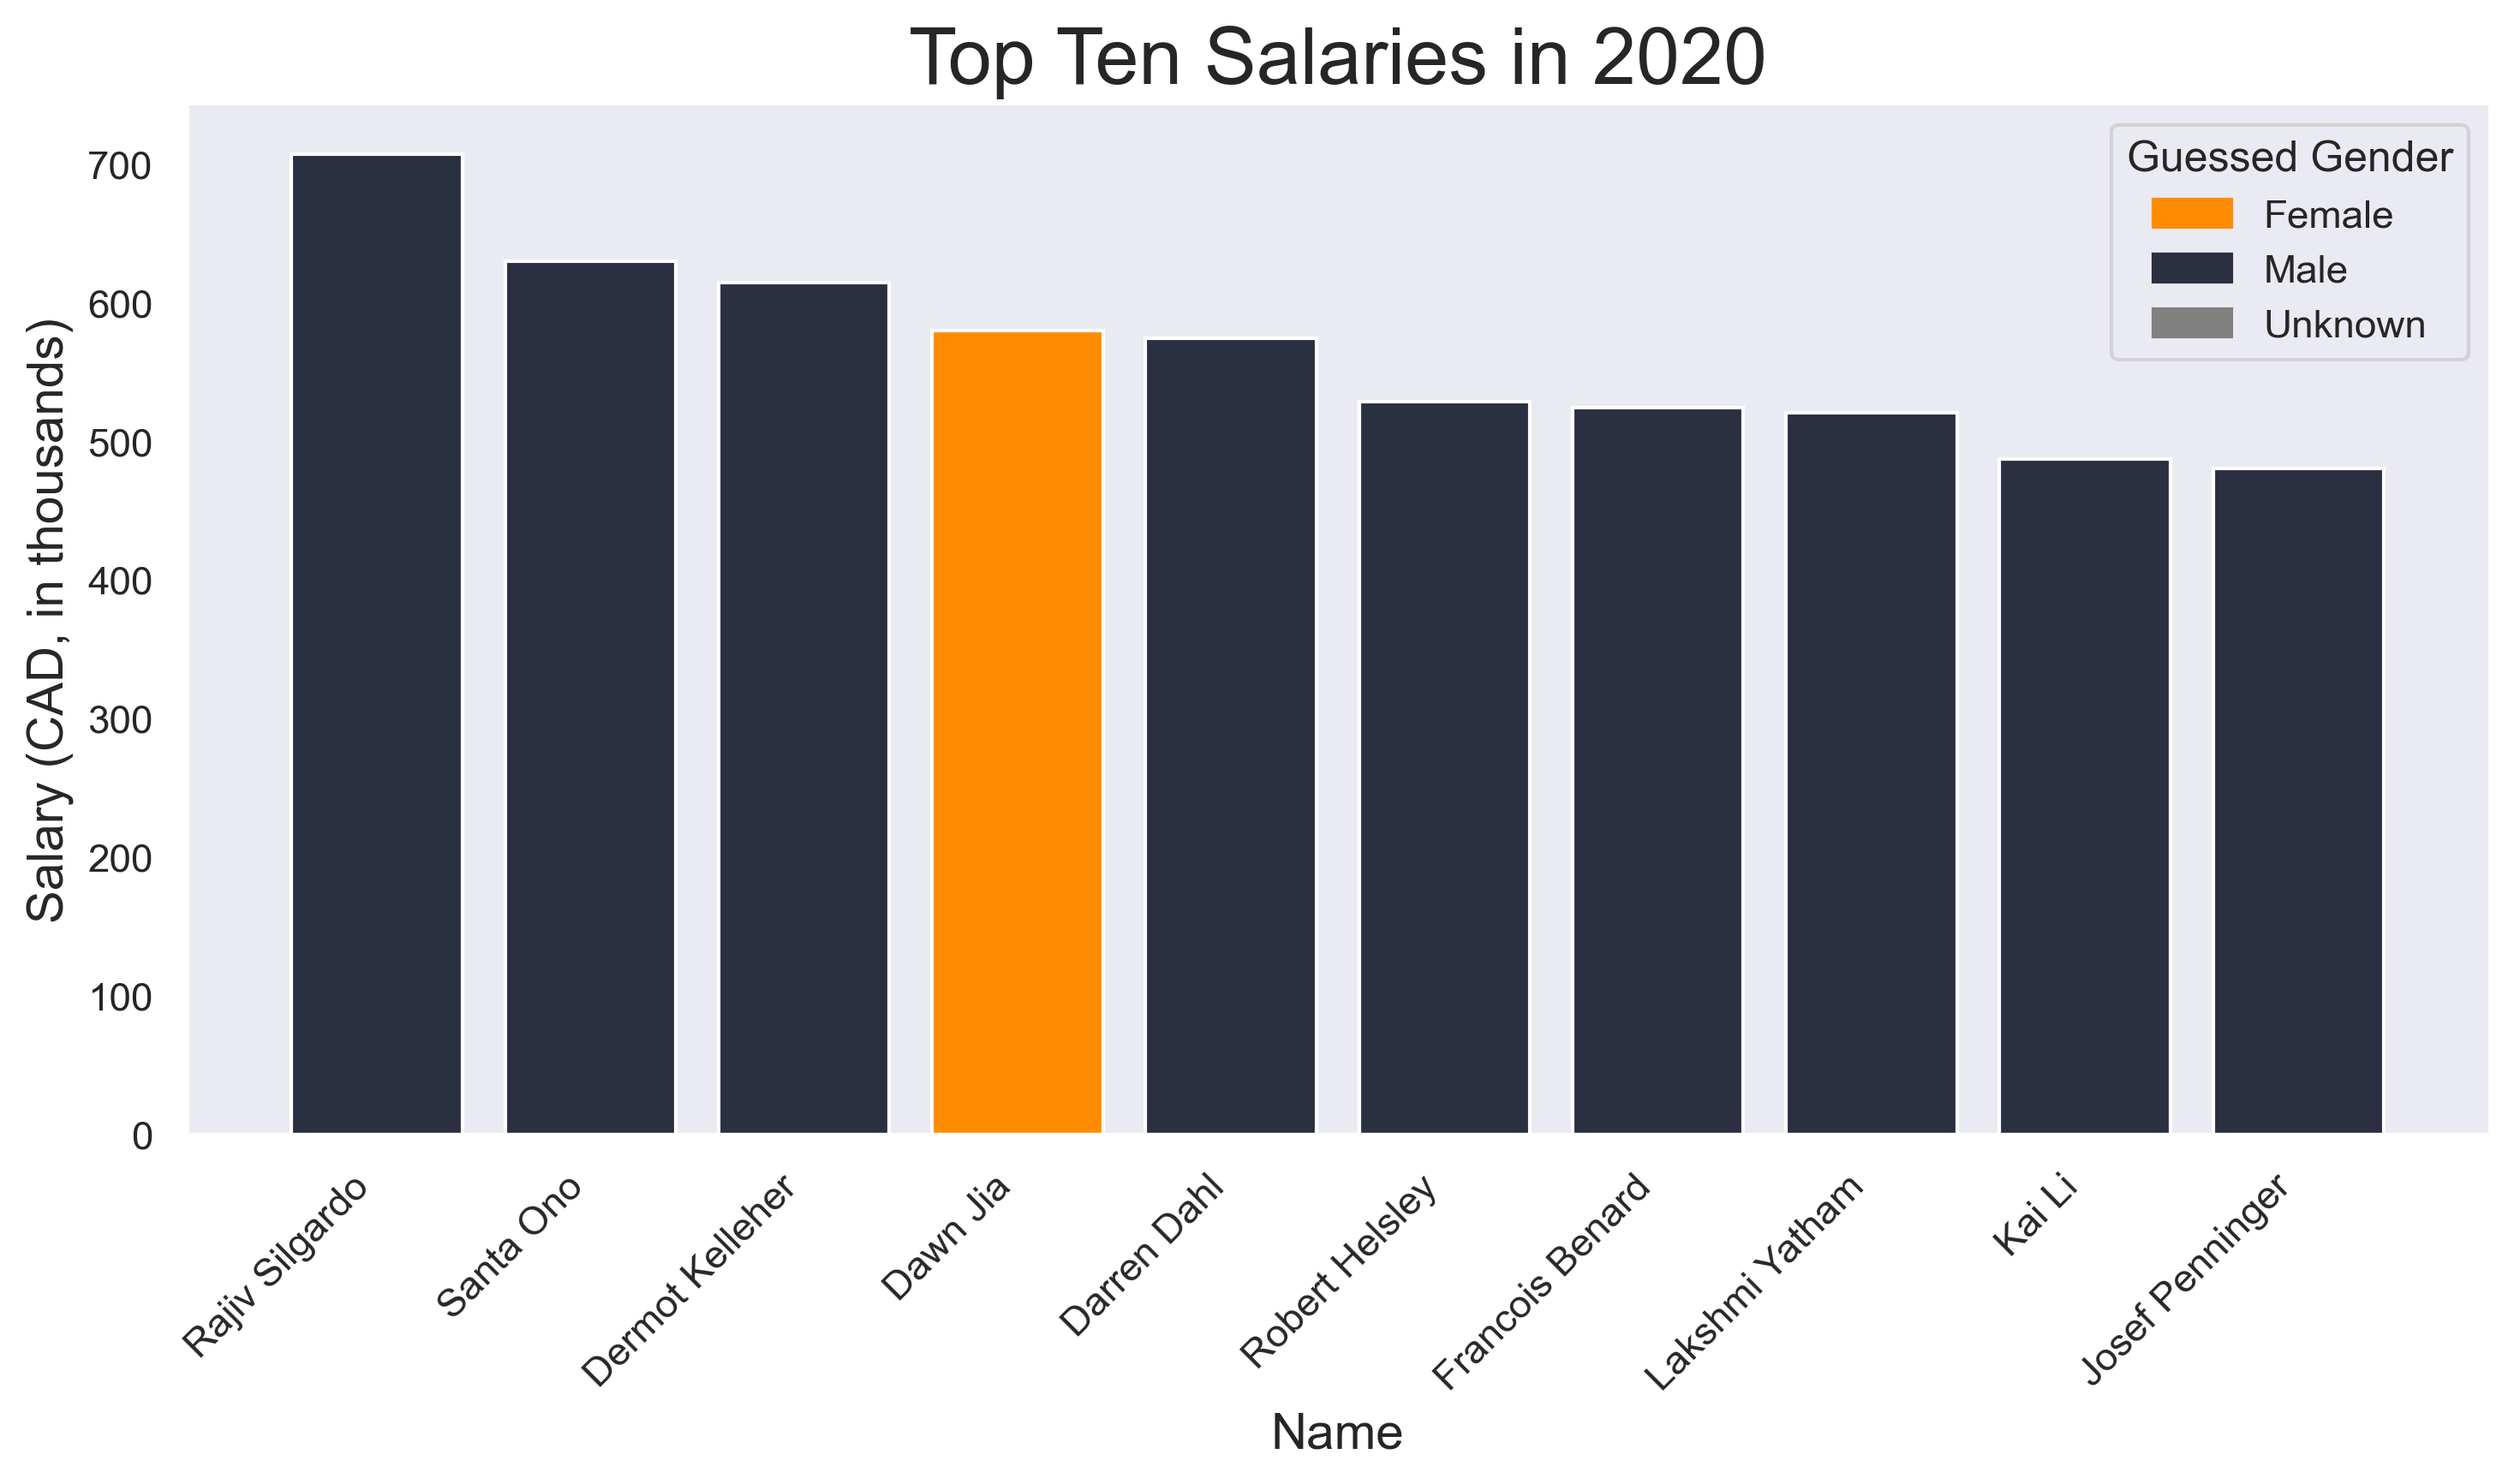 Top Ten Salaries in 2020
Guessed Gender
Female
Male
Unknown
Salary (CAD, in thousands)
700
600
500
400
300
200
100
0
Rajiv Silgardo
Santa Ono
Dermot Kelleher
Dawn Jia
Darren Dahl
Robert Helsley
Francois Benard
Lakshmi Yatham
Kai Li
Josef Penninger
Name